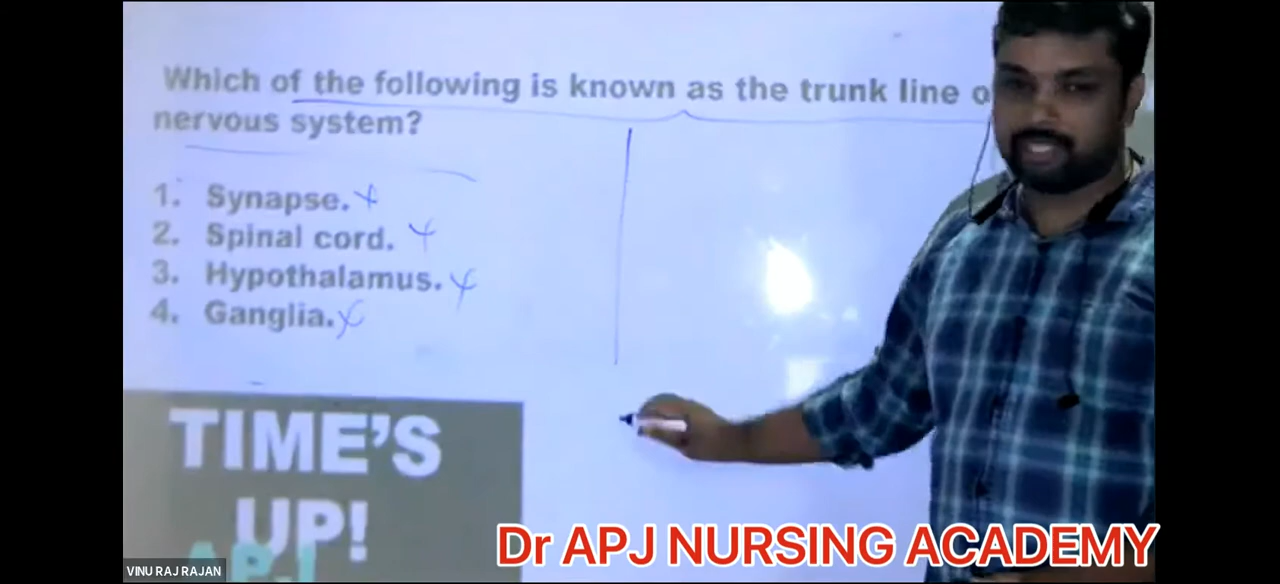 Which of the following is known as the trunk line o
nervous system?
1. Synapse.
2. Spinal cord.
3. Hypothalamus.
4. Ganglia.
TIME'S
UP!
APJ
Dr APJ NURSING ACADEMY
VINU RAJ RAJAN